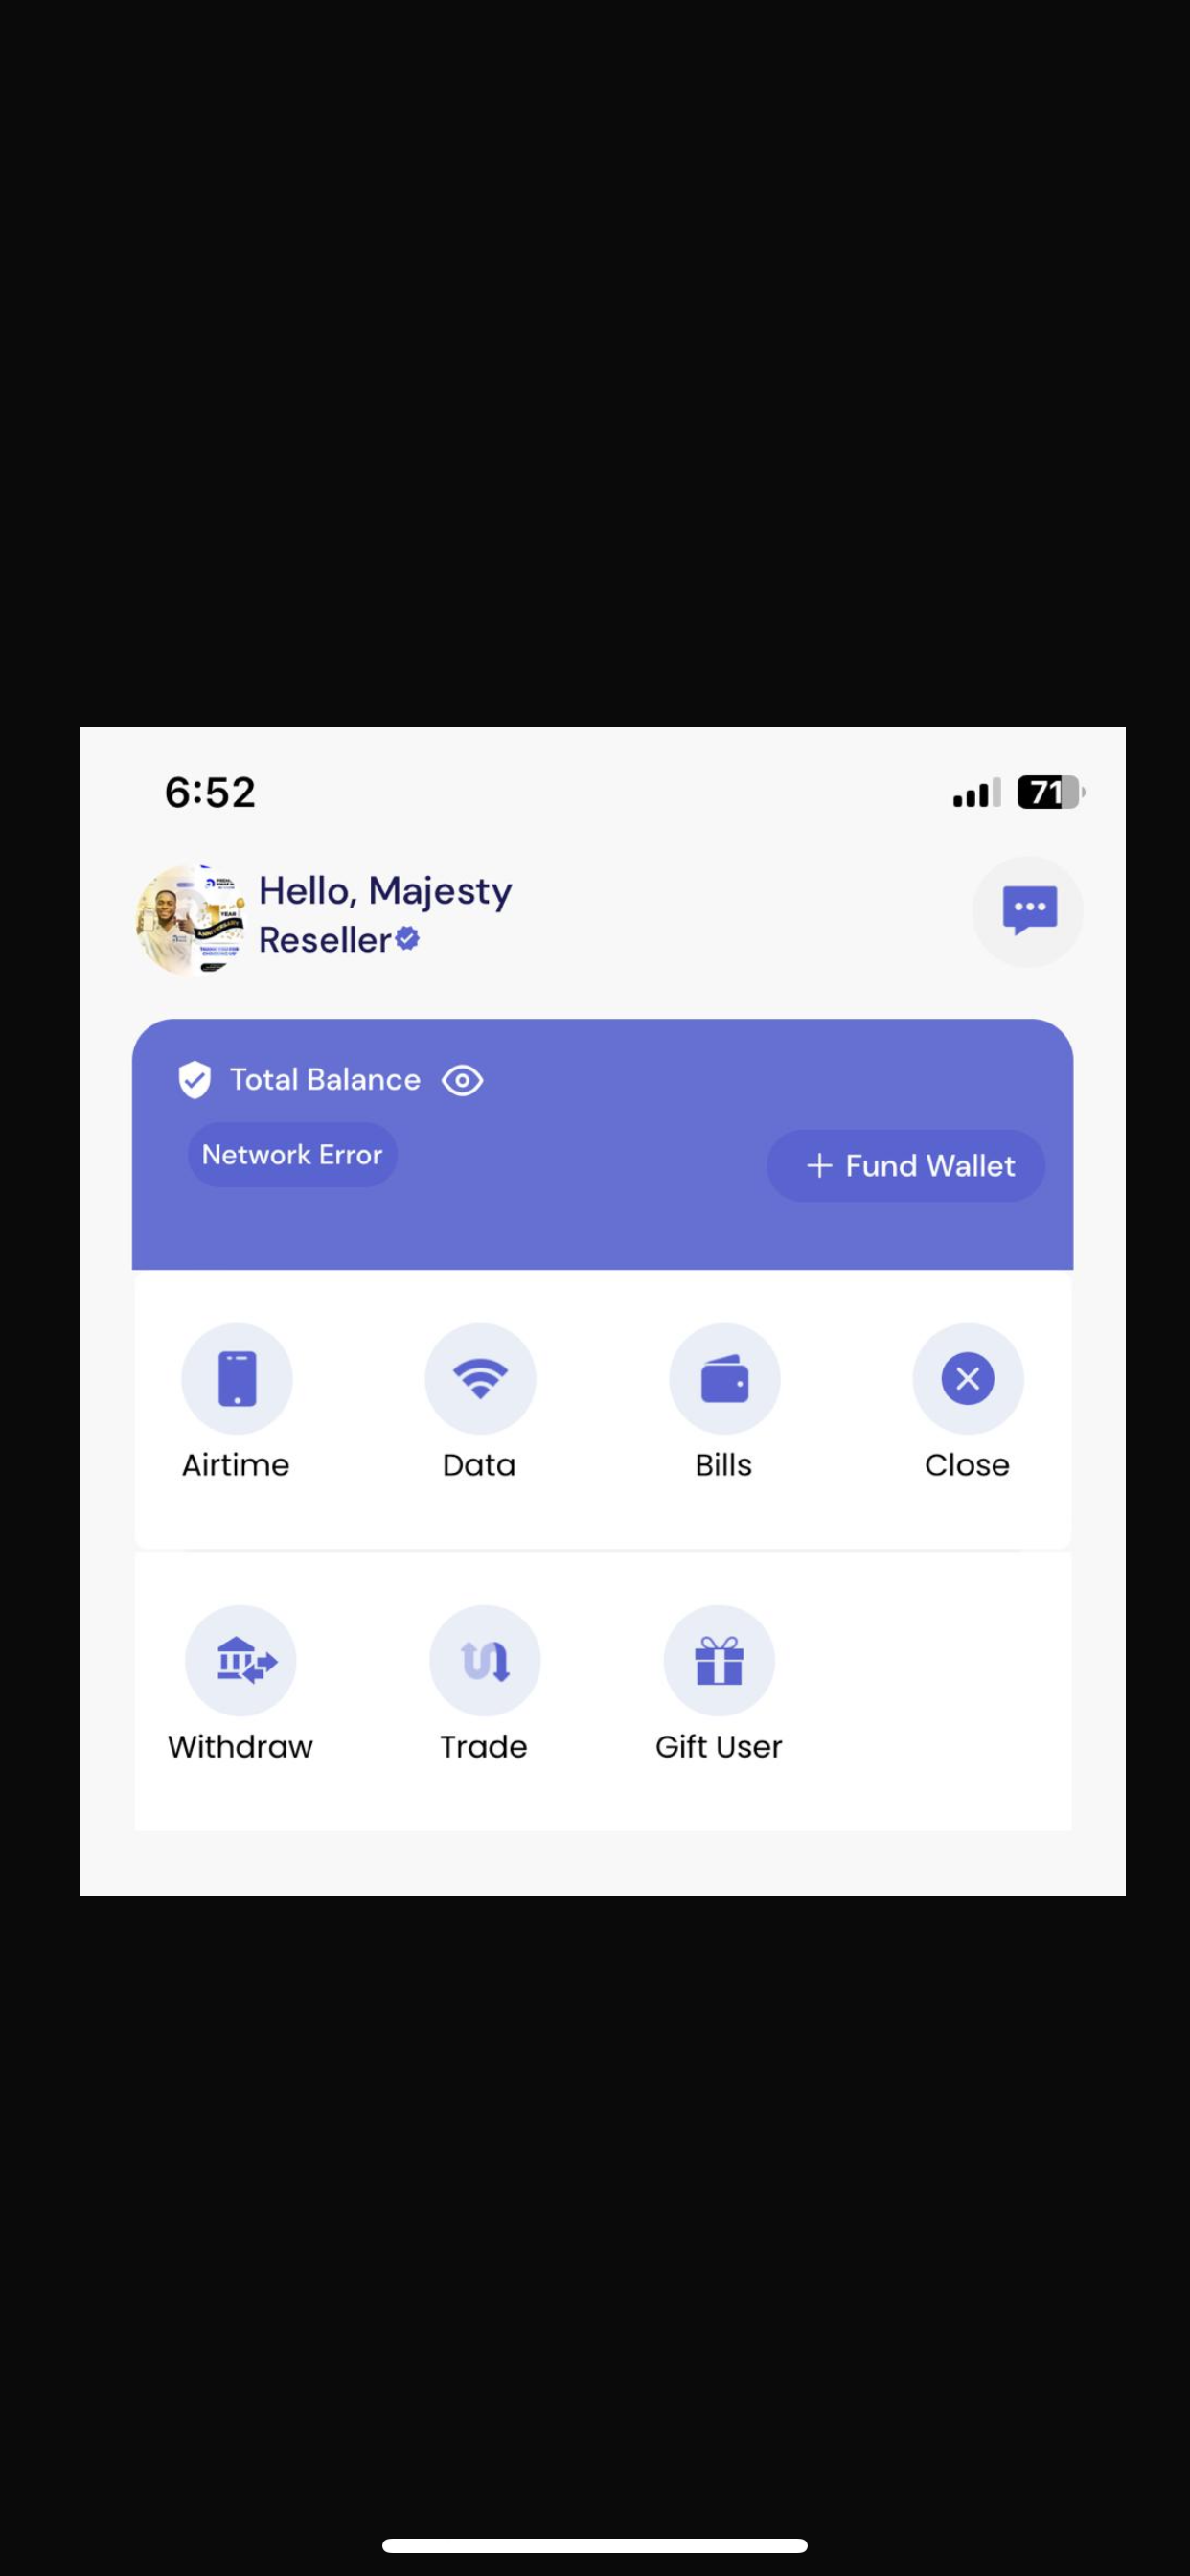 6:52
71
Hello, Majesty
Reseller
Total Balance
Network Error
+ Fund Wallet
Airtime
Data
Bills
Close
Withdraw
Trade
Gift User